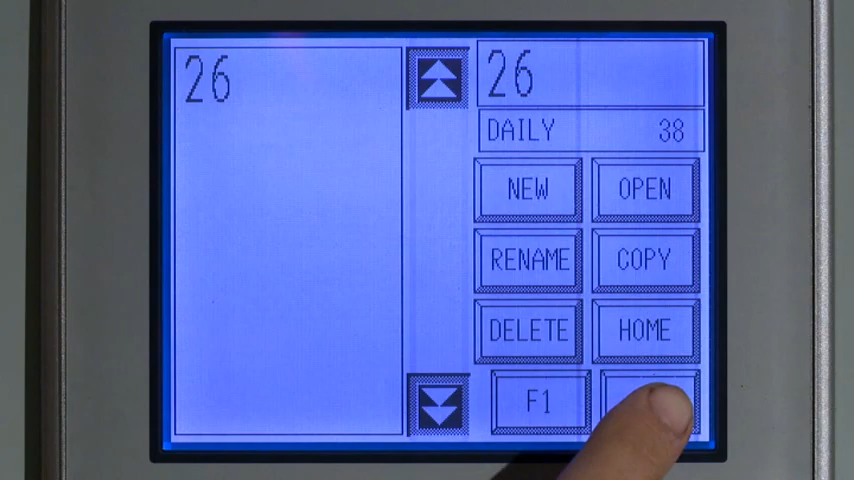 26
26
DAILY 38
NEW OPEN
RENAME COPY
DELETE HOME
F1